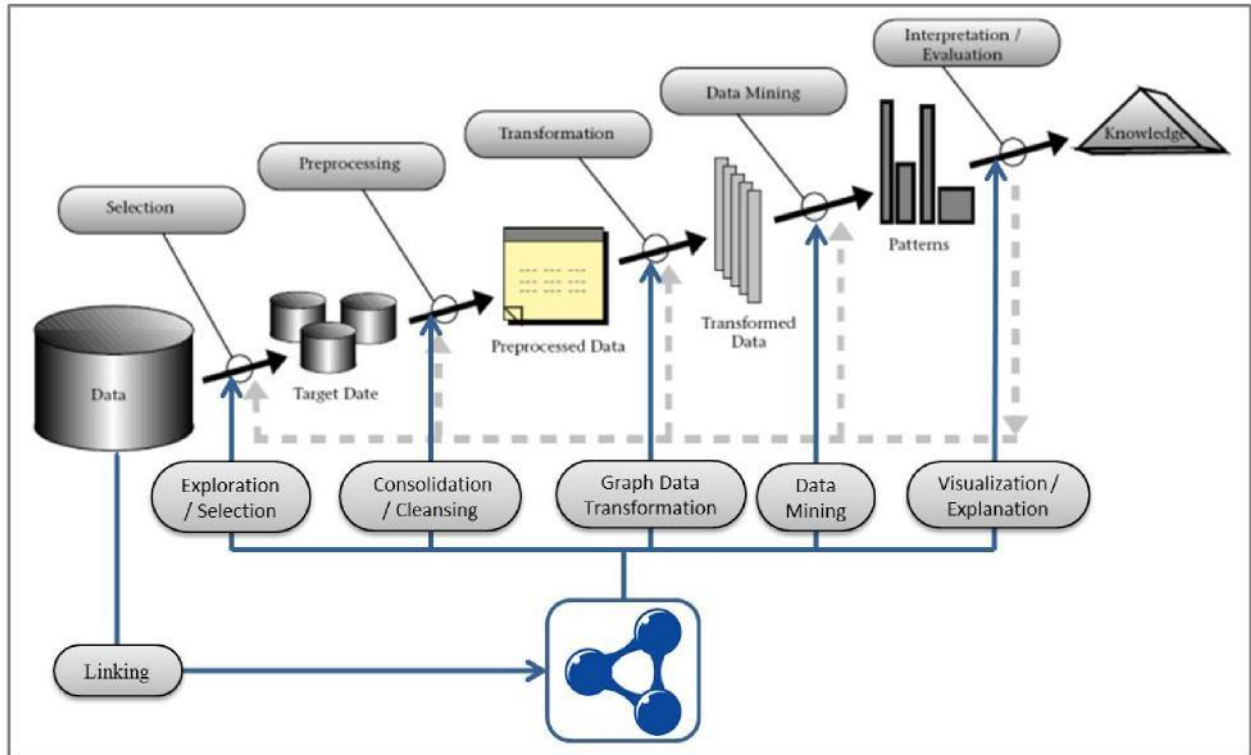 Interpretation /
Evaluation
Data Mining
Knowledge
Transformation
Preprocessing
Selection
Patterns
Transformed
Data
Preprocessed Data
Target Date
Data
Exploration
/ Selection
Consolidation
/ Cleansing
Graph Data
Transformation
Data
Mining
Visualization /
Explanation
Linking